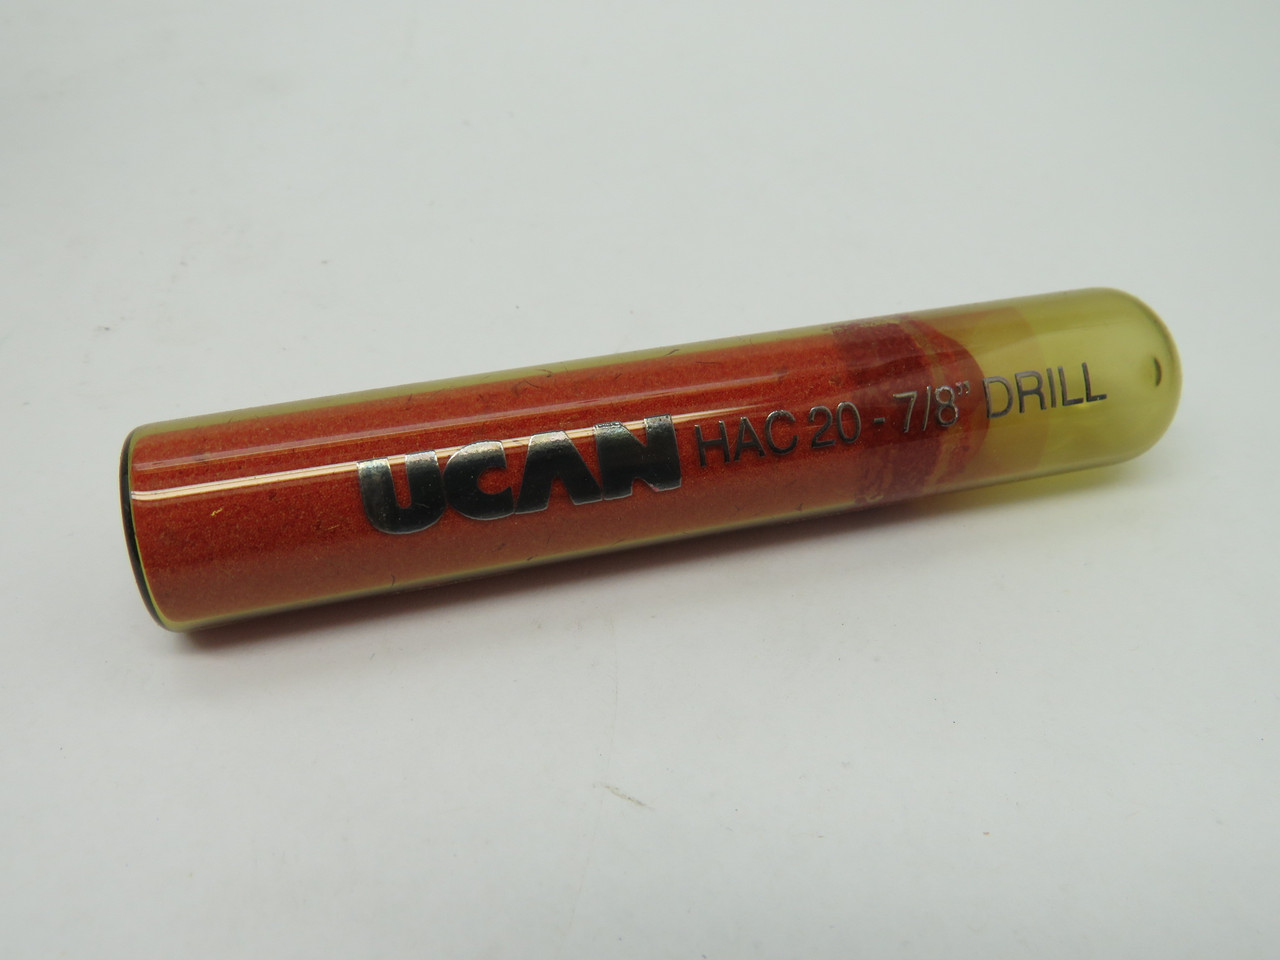 UCAN HAC 20 - 7/8" DRILL